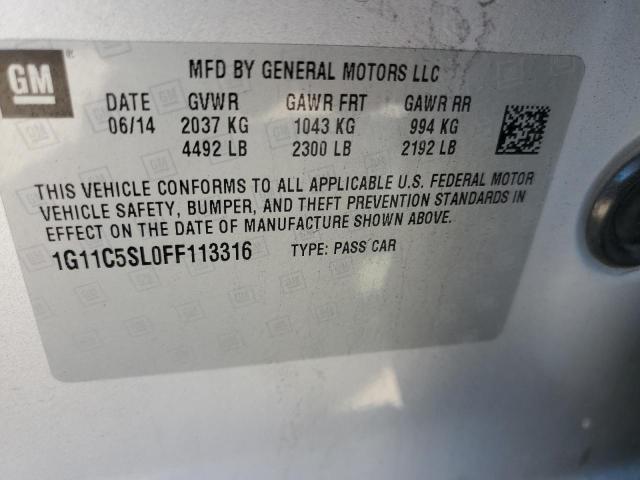 GM
MFD BY GENERAL MOTORS LLC
DATE GVWR GAWR FRT GAWR RR
06/14 2037 KG 1043 KG 994 KG
4492 LB 2300 LB 2192 LB
THIS VEHICLE CONFORMS TO ALL APPLICABLE U.S. FEDERAL MOTOR
VEHICLE SAFETY, BUMPER, AND THEFT PREVENTION STANDARDS IN
EFFECT ON THE DATE OF MANUFACTURE SHOWN ABOVE.
1G11C5SL0FF113316 TYPE: PASS CAR